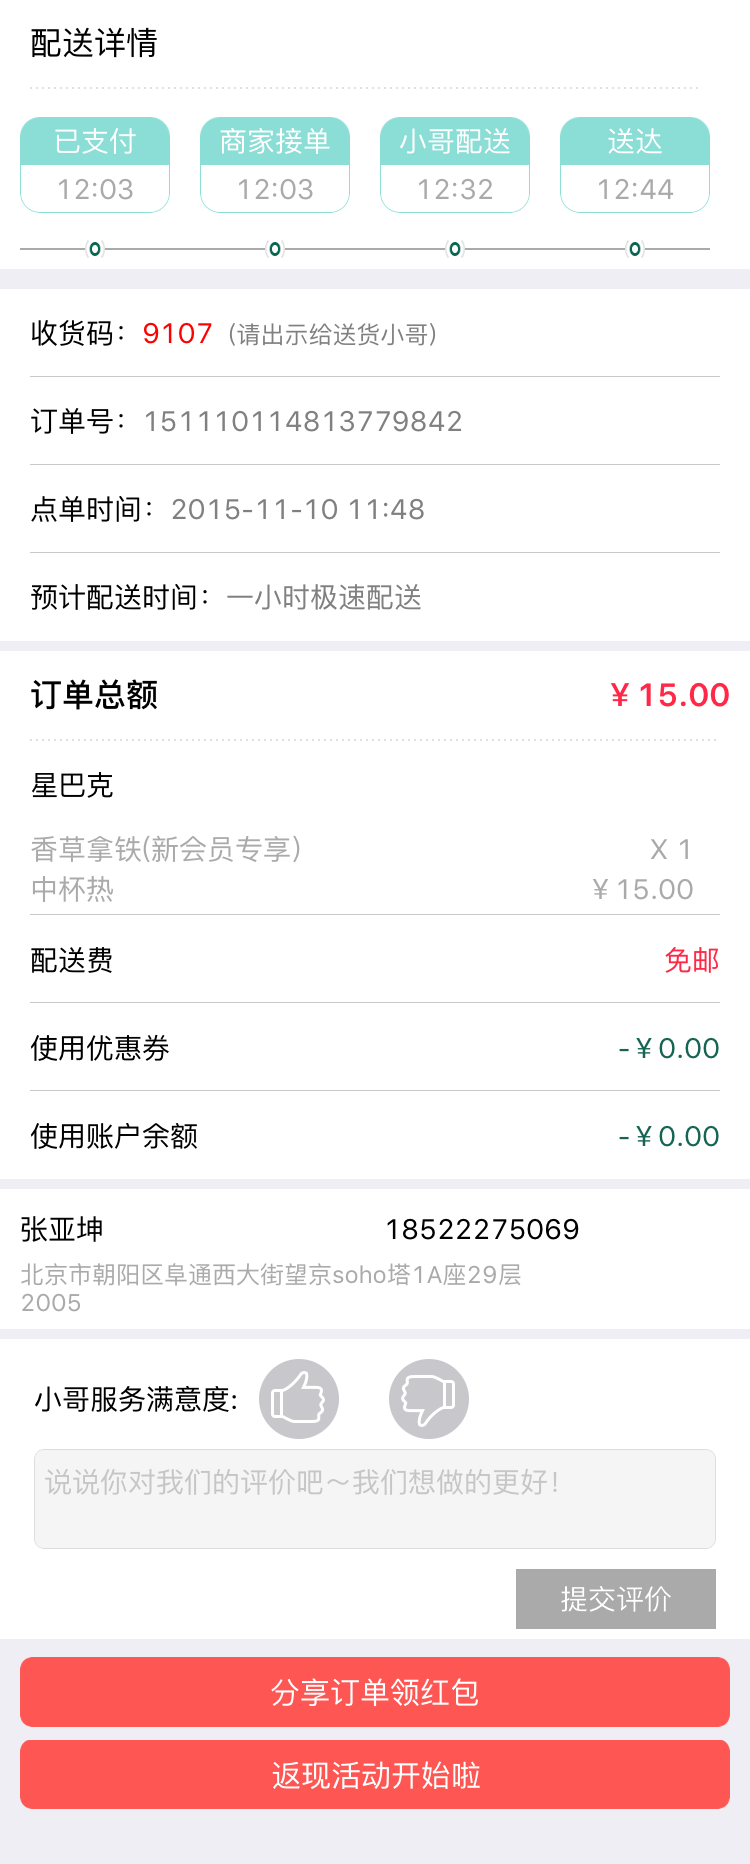 配送详情
已支付 商家接单 小哥配送 送达
12:03 12:03 12:32 12:44
收货码：9107（请出示给送货小哥）
订单号：151110114813779842
点单时间：2015-11-10 11:48
预计配送时间：一小时极速配送
订单总额 ¥ 15.00
星巴克
香草拿铁(新会员专享) X 1
中杯热 ¥ 15.00
配送费 免邮
使用优惠券 -¥0.00
使用账户余额 -¥0.00
张亚坤 18522275069
北京市朝阳区阜通西大街望京soho塔1A座29层
2005
小哥服务满意度:
说说你对我们的评价吧～我们想做的更好！
提交评价
分享订单领红包
返现活动开始啦